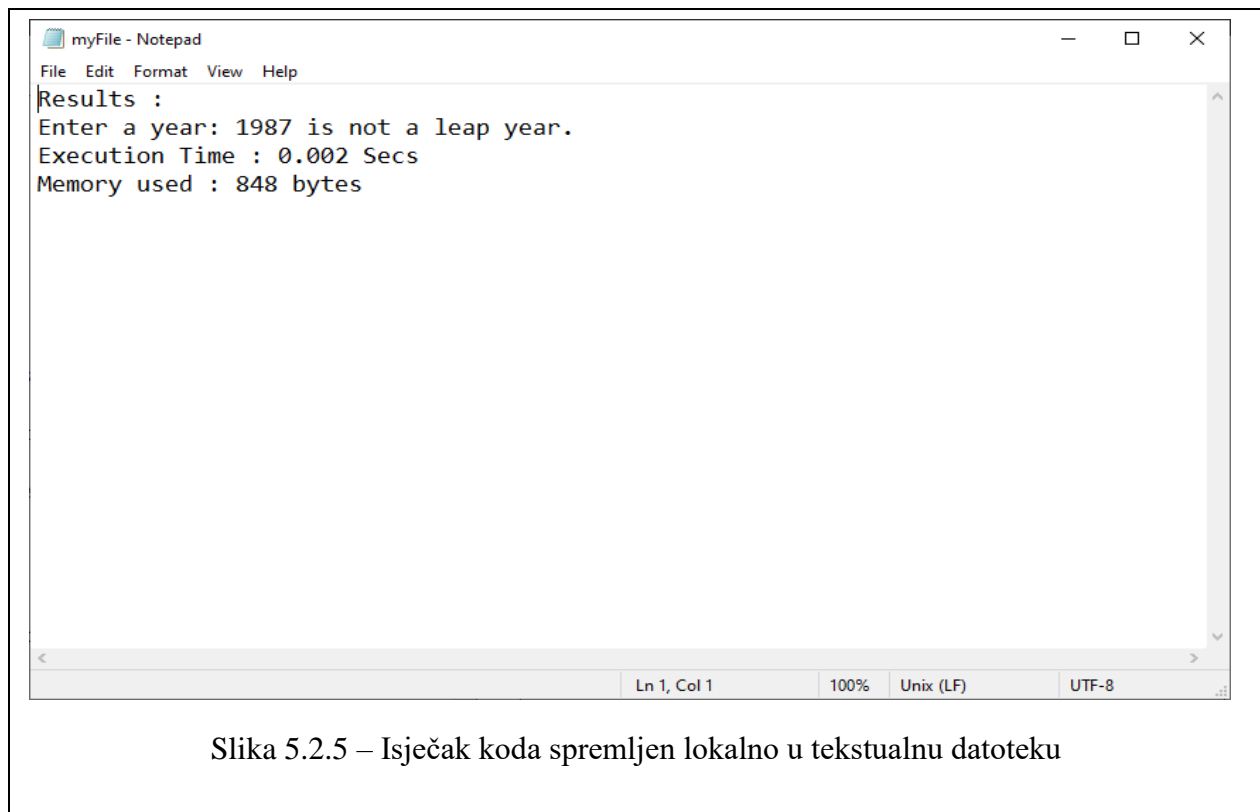 myFile - Notepad
File Edit Format View Help
Results :
Enter a year: 1987 is not a leap year.
Execution Time : 0.002 Secs
Memory used : 848 bytes
Ln 1, Col 1 100% Unix (LF) UTF-8
Slika 5.2.5 – Isječak koda spremljen lokalno u tekstualnu datoteku